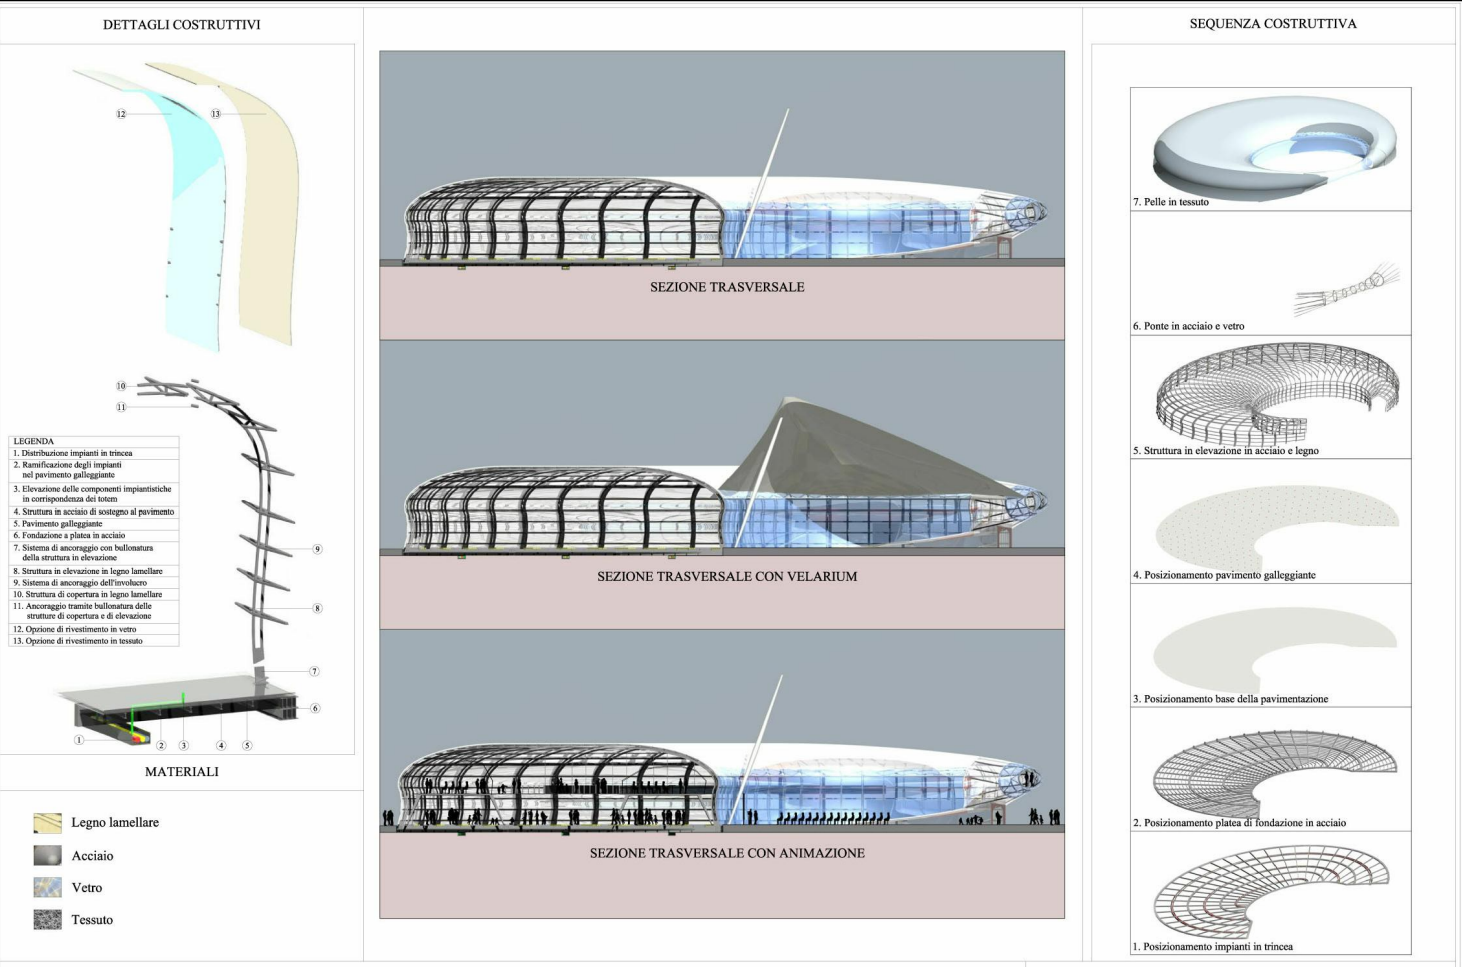 DETTAGLI COSTRUTTIVI
12
13
10
11
LEGENDA
1. Distribuzione impianti in trincea
2. Ramificazione degli impianti
nel pavimento galleggiante
3. Elevazione delle componenti impiantistiche
in corrispondenza dei totem
4. Struttura in acciaio di sostegno al pavimento
5. Pavimento galleggiante
6. Fondazione a platea in acciaio
7. Sistema di ancoraggio con bullonatura
della struttura in elevazione
8. Struttura in elevazione in legno lamellare
9. Sistema di ancoraggio dell'involucro
10. Struttura di copertura in legno lamellare
11. Ancoraggio tramite bullonatura delle
strutture di copertura e di elevazione
12. Opzione di rivestimento in vetro
13. Opzione di rivestimento in tessuto
9
8
7
6
1
2
3
4
5
MATERIALI
Legno lamellare
Acciaio
Vetro
Tessuto
SEZIONE TRASVERSALE
SEZIONE TRASVERSALE CON VELARIUM
SEZIONE TRASVERSALE CON ANIMAZIONE
SEQUENZA COSTRUTTIVA
7. Pelle in tessuto
6. Ponte in acciaio e vetro
5. Struttura in elevazione in acciaio e legno
4. Posizionamento pavimento galleggiante
3. Posizionamento base della pavimentazione
2. Posizionamento platea di fondazione in acciaio
1. Posizionamento impianti in trincea